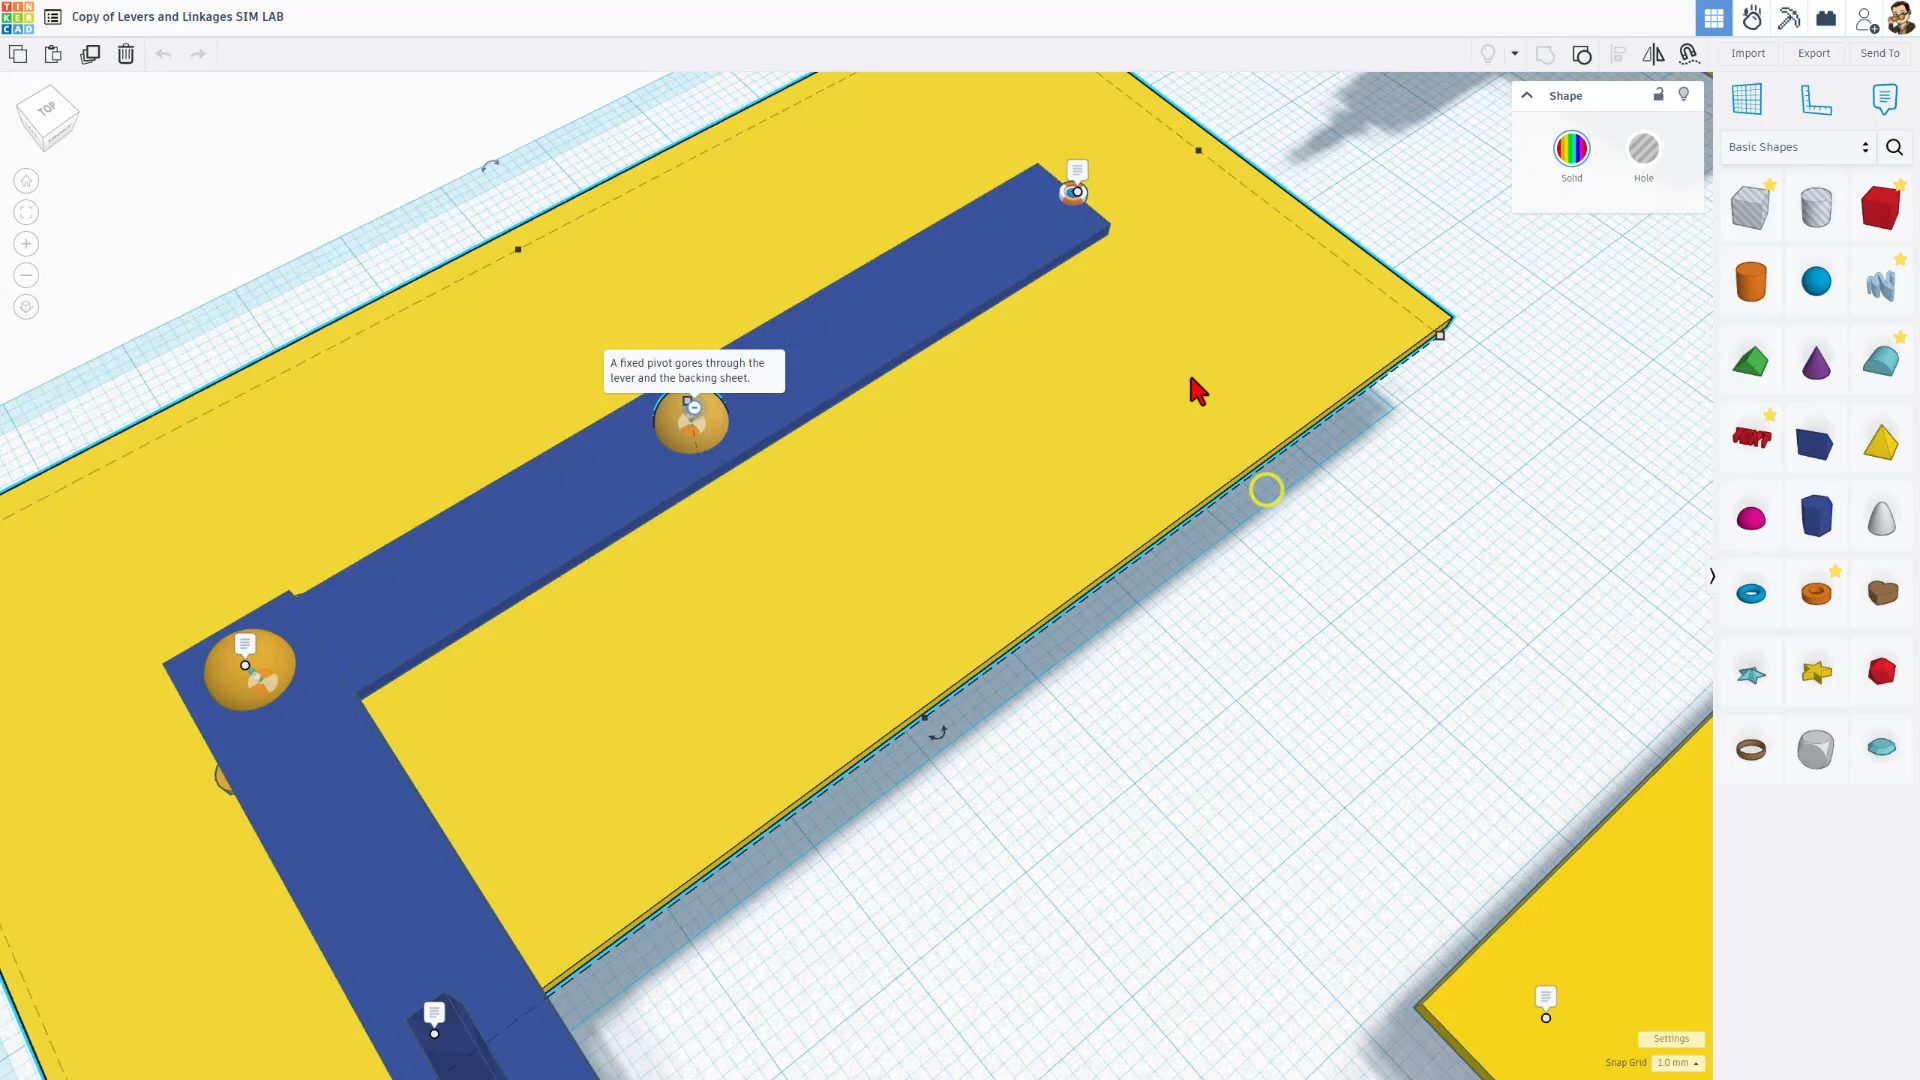 TIN
KER
CAD
Copy of Levers and Linkages SIM LAB
Import
Export
Send To
TOP
Shape
Solid
Hole
Basic Shapes
A fixed pivot gores through the
lever and the backing sheet.
TEXT
Settings
Snap Grid
1.0 mm